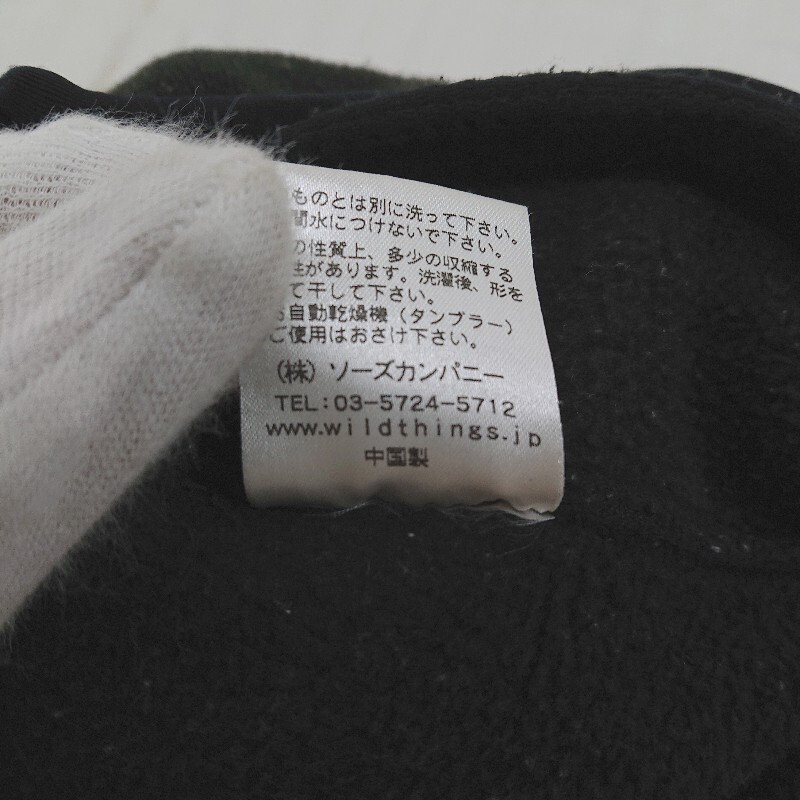 ものとは別に洗って下さい。
間水につけないで下さい。
の性質上、多少の収縮する
性があります。洗濯後、形を
て干して下さい。
自動乾燥機（タンブラー）
ご使用はおさけ下さい。
（株）ソーズカンパニー
TEL:03-5724-5712
www.wildthings.jp
中国製